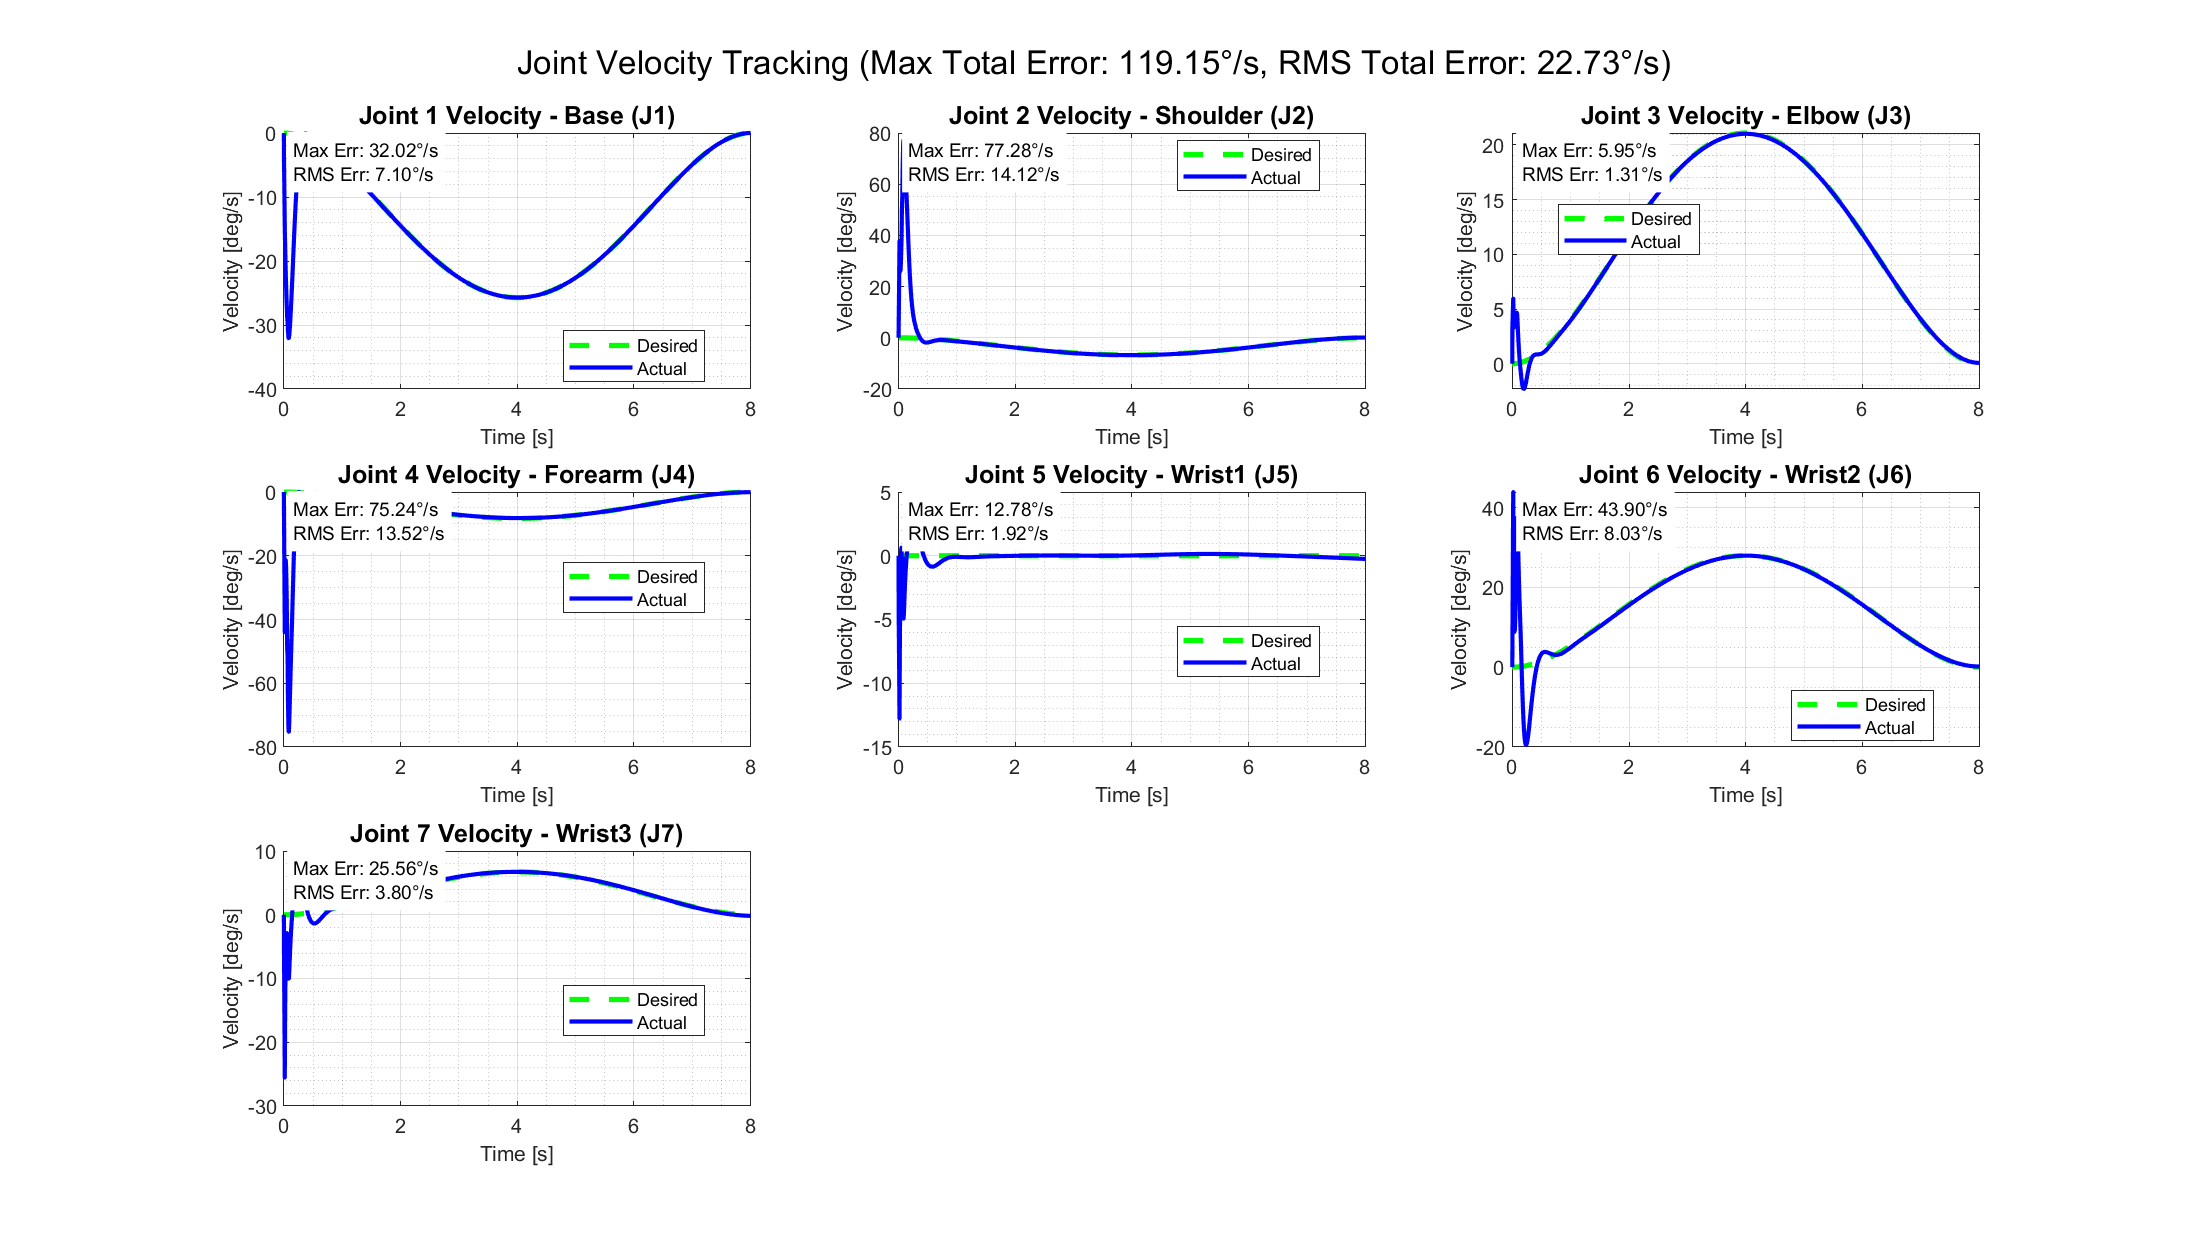 Joint Velocity Tracking (Max Total Error: 119.15°/s, RMS Total Error: 22.73°/s)
Joint 1 Velocity - Base (J1)
Max Err: 32.02°/s
RMS Err: 7.10°/s
Velocity [deg/s]
0
-10
-20
-30
-40
Desired
Actual
0 2 4 6 8
Time [s]
Joint 2 Velocity - Shoulder (J2)
Max Err: 77.28°/s
RMS Err: 14.12°/s
Velocity [deg/s]
80
60
40
20
0
-20
Desired
Actual
0 2 4 6 8
Time [s]
Joint 3 Velocity - Elbow (J3)
Max Err: 5.95°/s
RMS Err: 1.31°/s
Velocity [deg/s]
20
15
10
5
0
Desired
Actual
0 2 4 6 8
Time [s]
Joint 4 Velocity - Forearm (J4)
Max Err: 75.24°/s
RMS Err: 13.52°/s
Velocity [deg/s]
0
-20
-40
-60
-80
Desired
Actual
0 2 4 6 8
Time [s]
Joint 5 Velocity - Wrist1 (J5)
Max Err: 12.78°/s
RMS Err: 1.92°/s
Velocity [deg/s]
5
0
-5
-10
-15
Desired
Actual
0 2 4 6 8
Time [s]
Joint 6 Velocity - Wrist2 (J6)
Max Err: 43.90°/s
RMS Err: 8.03°/s
Velocity [deg/s]
40
20
0
-20
Desired
Actual
0 2 4 6 8
Time [s]
Joint 7 Velocity - Wrist3 (J7)
Max Err: 25.56°/s
RMS Err: 3.80°/s
Velocity [deg/s]
10
0
-10
-20
-30
Desired
Actual
0 2 4 6 8
Time [s]